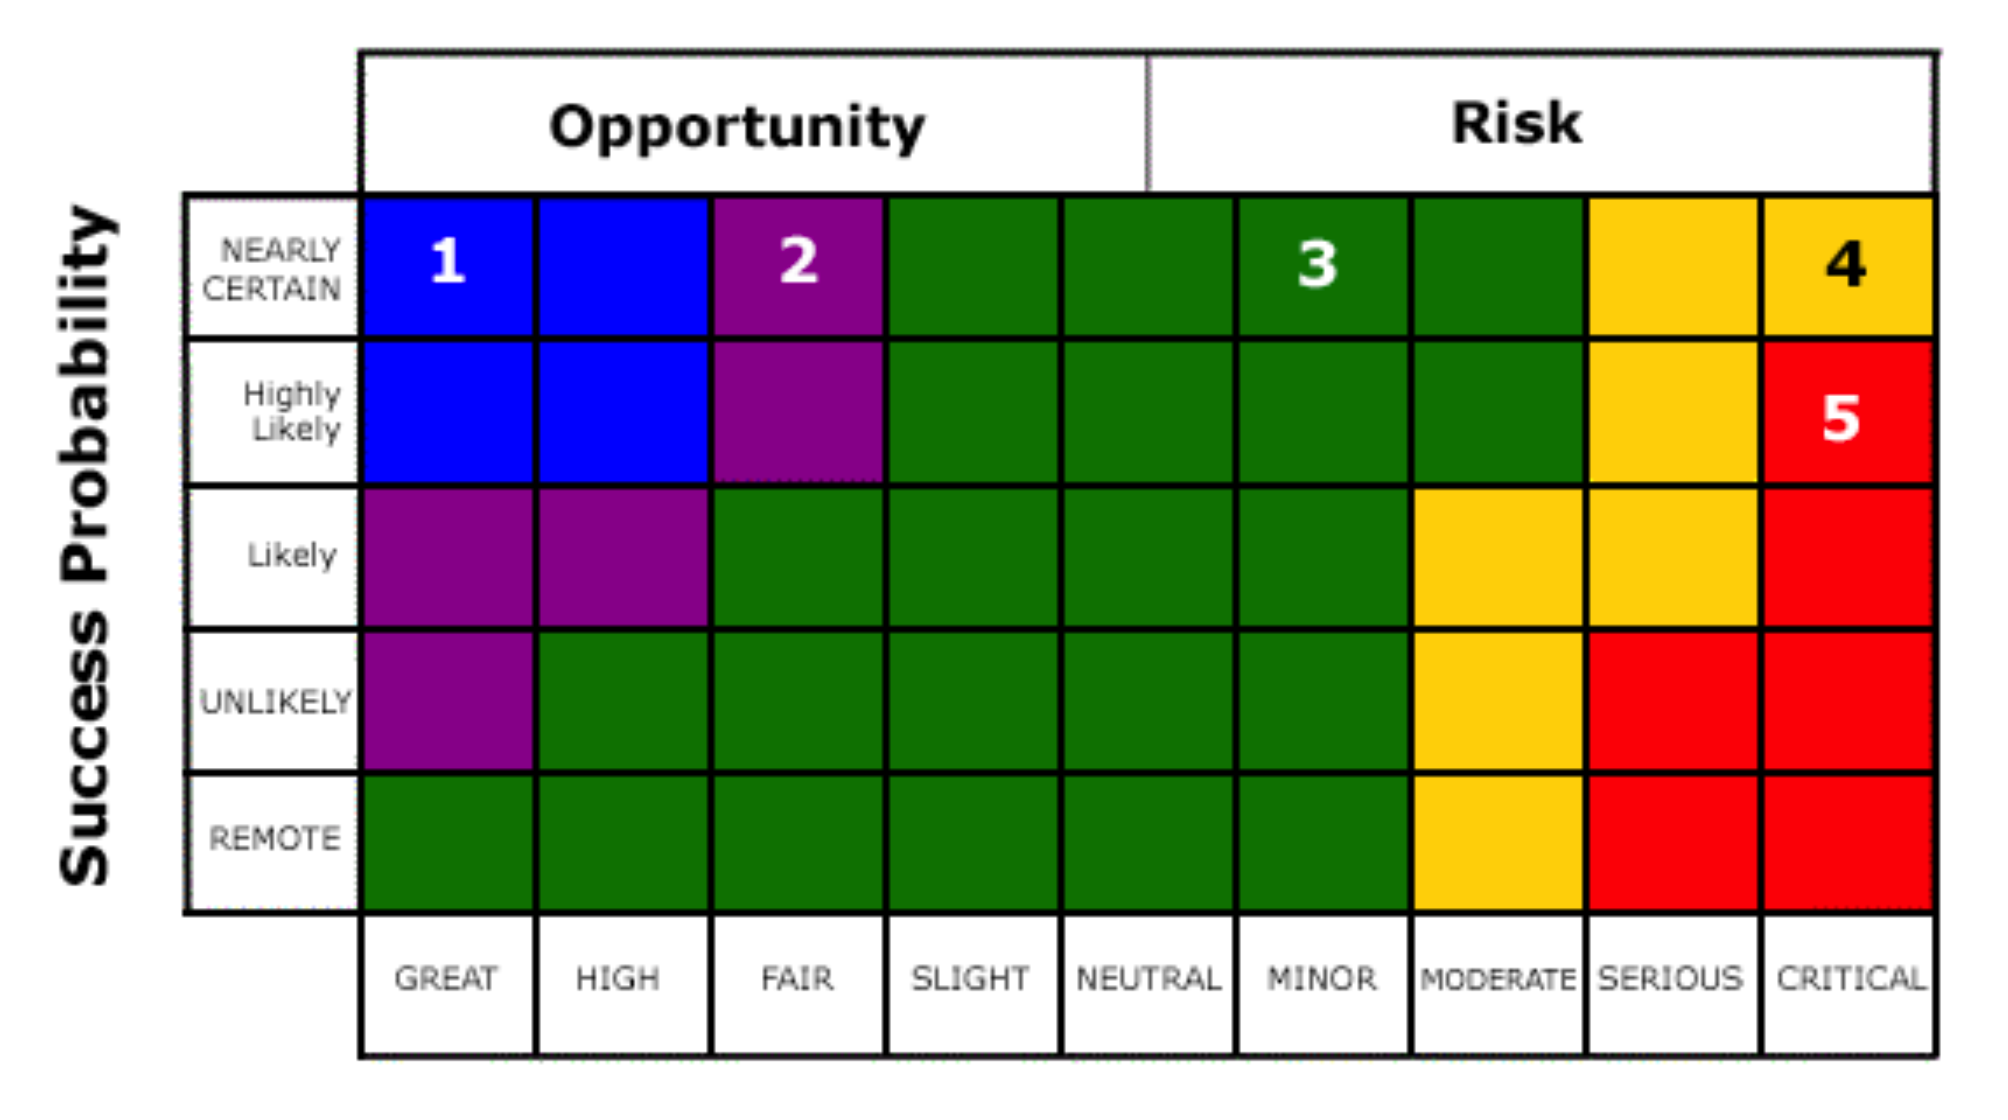 Opportunity
Risk
Success Probability
NEARLY
CERTAIN
1
2
3
4
Highly
Likely
5
Likely
UNLIKELY
REMOTE
GREAT
HIGH
FAIR
SLIGHT
NEUTRAL
MINOR
MODERATE
SERIOUS
CRITICAL